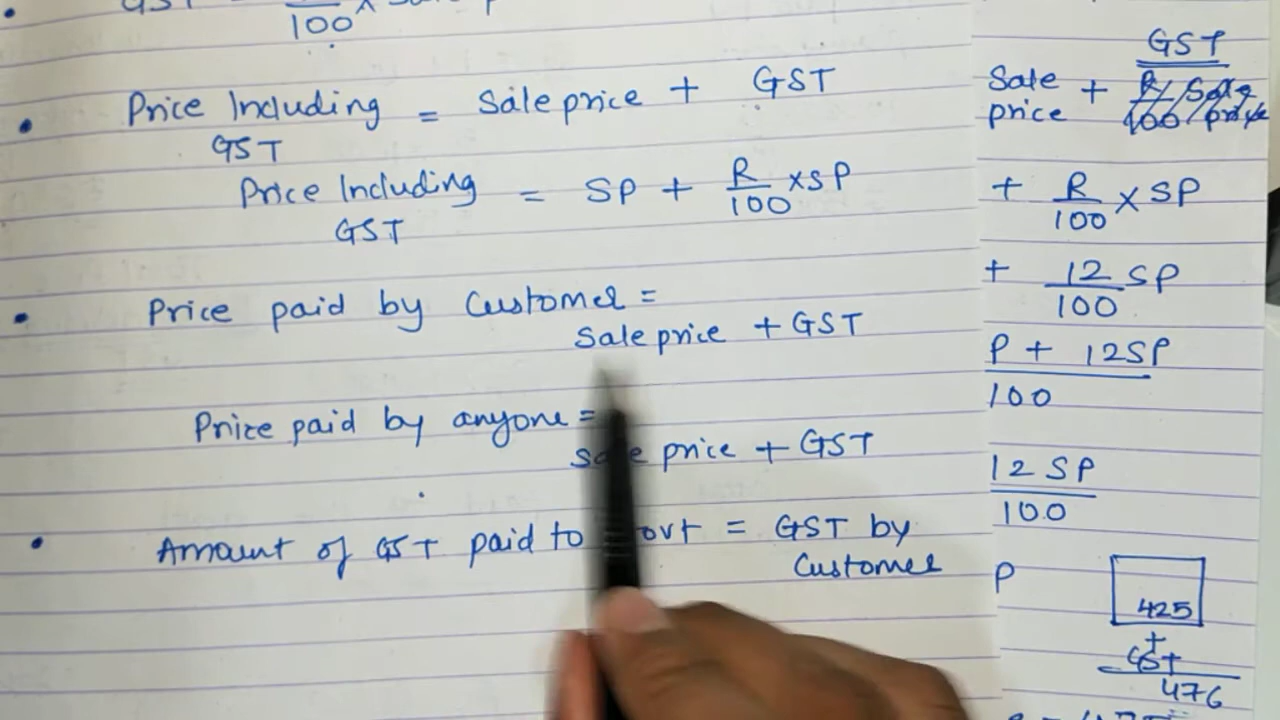 100
Price Including = Sale price + GST
GST
Price Including = SP + R/100 × SP
GST
Price paid by Customer =
Sale price + GST
Price paid by anyone =
price + GST
Amount of GST paid to = GST by
Customer
GST
Sale price +
+ R/100 × SP
+ 12/100 SP
P + 12SP
100
12 SP
100
P
425
+
GST
476